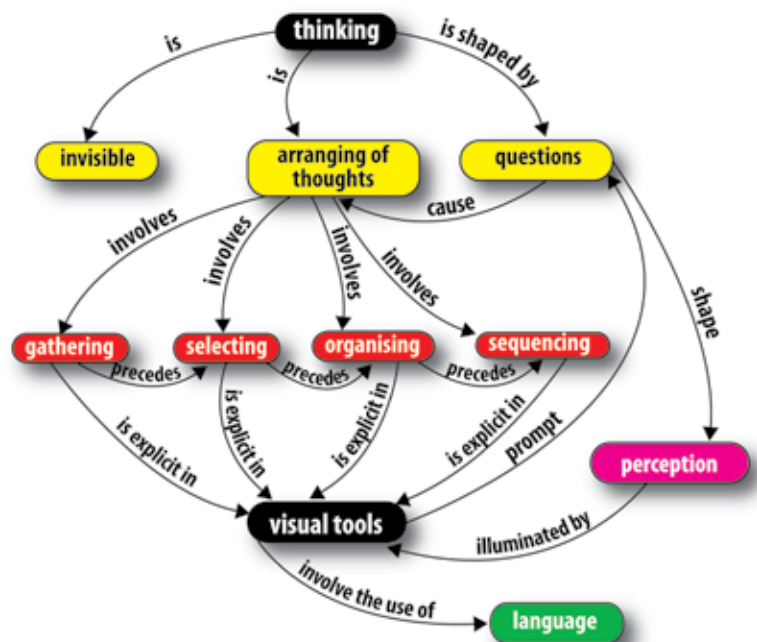 thinking
is
is
is shaped by
invisible
arranging of
thoughts
questions
cause
involves
involves
involves
involves
shape
gathering
selecting
organising
sequencing
precedes
precedes
precedes
is explicit in
is explicit in
is explicit in
is explicit in
prompt
perception
visual tools
illuminated by
involve the use of
language